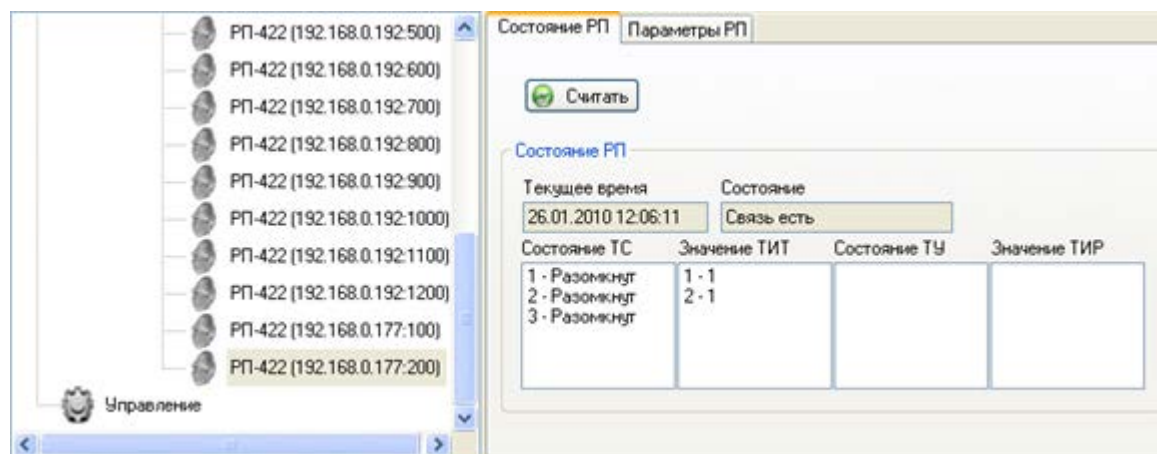 РП-422 (192.168.0.192:500)
РП-422 (192.168.0.192:600)
РП-422 (192.168.0.192:700)
РП-422 (192.168.0.192:800)
РП-422 (192.168.0.192:900)
РП-422 (192.168.0.192:1000)
РП-422 (192.168.0.192:1100)
РП-422 (192.168.0.192:1200)
РП-422 (192.168.0.177:100)
РП-422 (192.168.0.177:200)
Управление
Состояние РП Параметры РП
Считать
Состояние РП
Текущее время Состояние
26.01.2010 12:06:11 Связь есть
Состояние ТС Значение ТИТ Состояние ТУ Значение ТИР
1 - Разомкнут 1 - 1
2 - Разомкнут 2 - 1
3 - Разомкнут